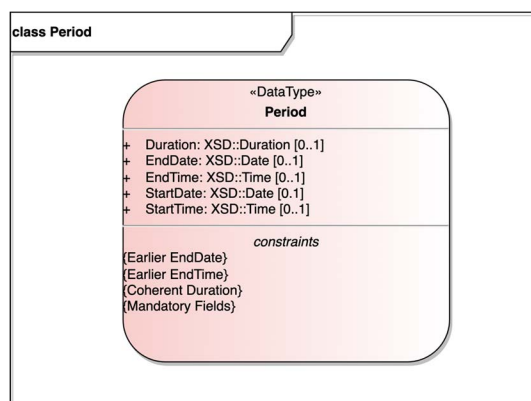 class Period
«DataType»
Period
+ Duration: XSD::Duration [0..1]
+ EndDate: XSD::Date [0..1]
+ EndTime: XSD::Time [0..1]
+ StartDate: XSD::Date [0.1]
+ StartTime: XSD::Time [0..1]
constraints
{Earlier EndDate}
{Earlier EndTime}
{Coherent Duration}
{Mandatory Fields}